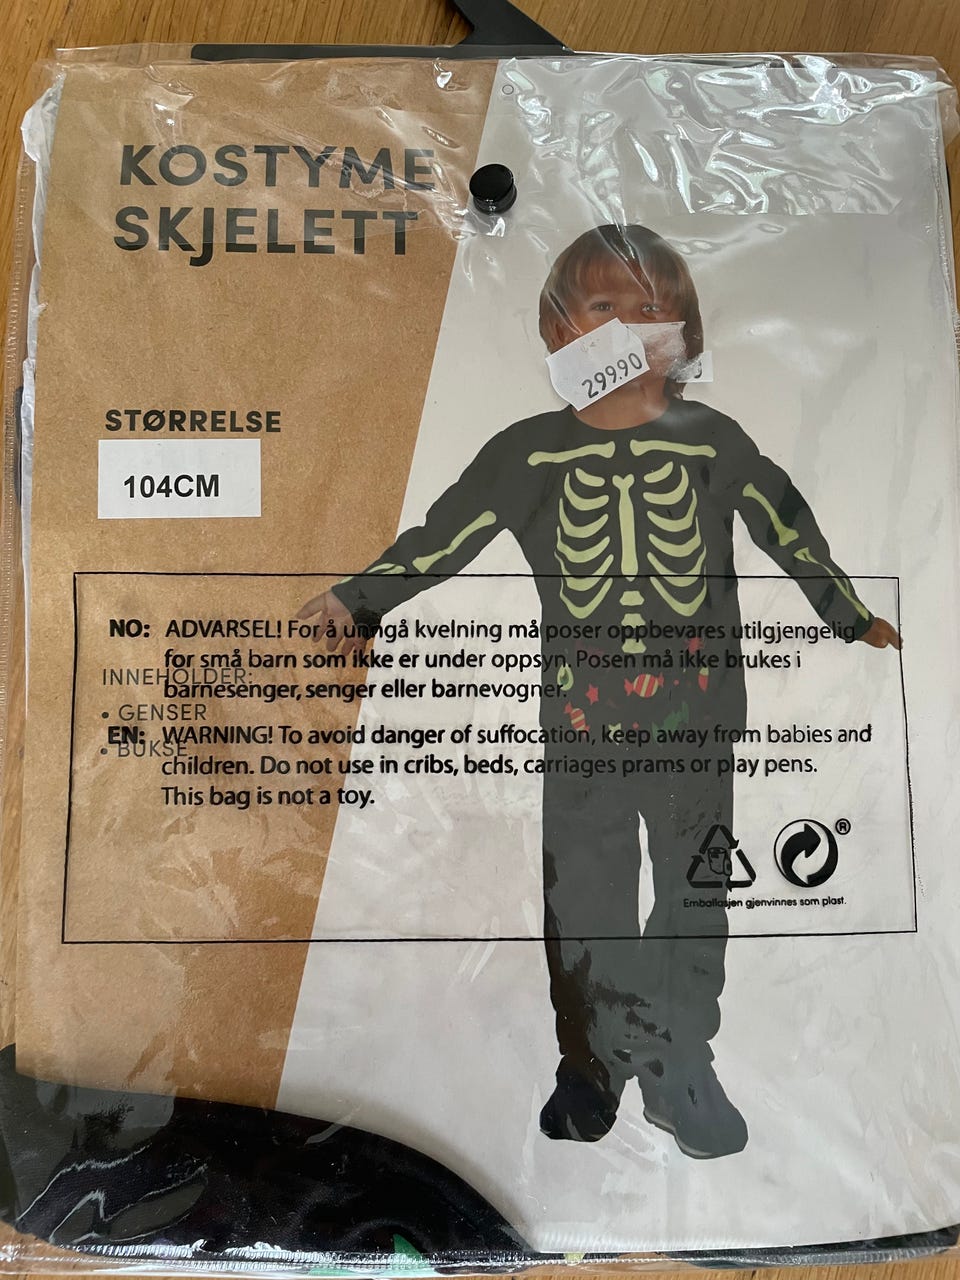 KOSTYME
SKJELETT
299.90
STØRRELSE
104CM
NO: ADVARSEL! For å unngå kvelning må poser oppbevares utilgjengelig
for små barn som ikke er under oppsyn. Posen må ikke brukes i
barnesenger, senger eller barnevogner.
INNEHOLDER:
• GENSER
• BUKSE
EN: WARNING! To avoid danger of suffocation, keep away from babies and
children. Do not use in cribs, beds, carriages prams or play pens.
This bag is not a toy.
®
Emballasjen gjenvinnes som plast.